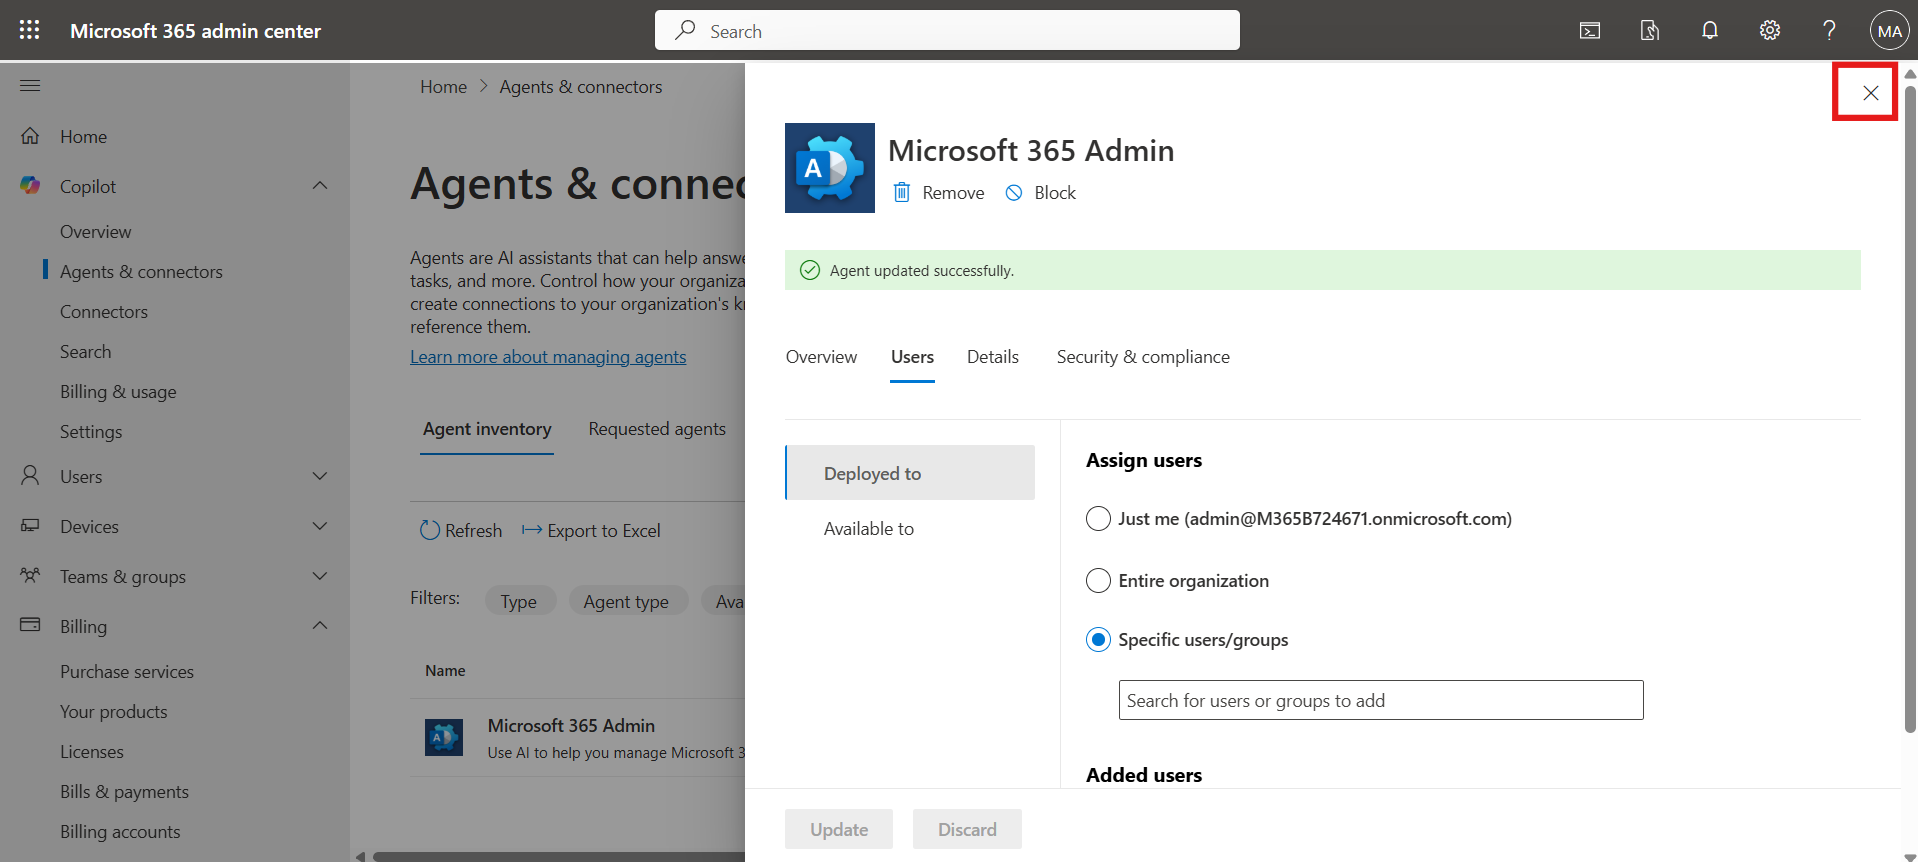 Microsoft 365 admin center
Search
MA
Home
Copilot
Overview
Agents & connectors
Connectors
Search
Billing & usage
Settings
Users
Devices
Teams & groups
Billing
Purchase services
Your products
Licenses
Bills & payments
Billing accounts
Home > Agents & connectors
Agents & connec
Agents are AI assistants that can help answe
tasks, and more. Control how your organiza
create connections to your organization's k
reference them.
Learn more about managing agents
Agent inventory Requested agents
Refresh Export to Excel
Filters: Type Agent type Ava
Name
A
Microsoft 365 Admin
Use AI to help you manage Microsoft 3
A
Microsoft 365 Admin
Remove Block
Agent updated successfully.
Overview Users Details Security & compliance
Deployed to
Available to
Assign users
Just me (admin@M365B724671.onmicrosoft.com)
Entire organization
Specific users/groups
Search for users or groups to add
Added users
Update Discard